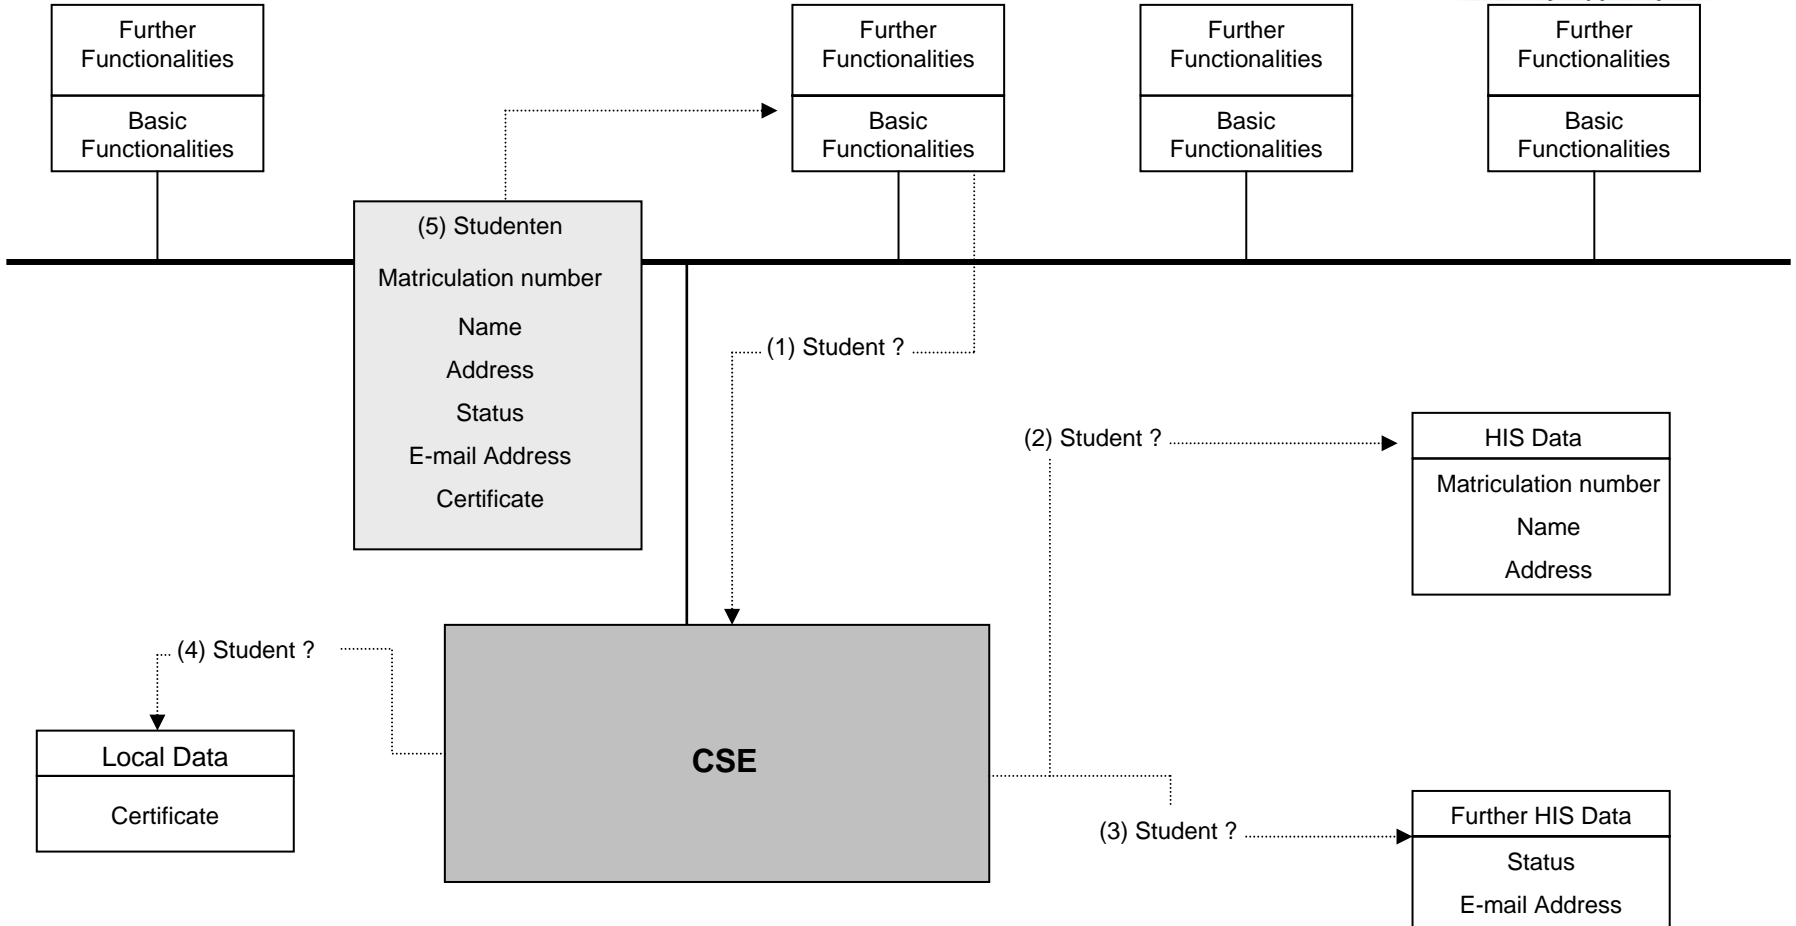 Further
Functionalities
Basic
Functionalities
Further
Functionalities
Basic
Functionalities
Further
Functionalities
Basic
Functionalities
Further
Functionalities
Basic
Functionalities
(5) Studenten
Matriculation number
Name
Address
Status
E-mail Address
Certificate
(1) Student ?
(2) Student ?
HIS Data
Matriculation number
Name
Address
(4) Student ?
Local Data
Certificate
CSE
(3) Student ?
Further HIS Data
Status
E-mail Address